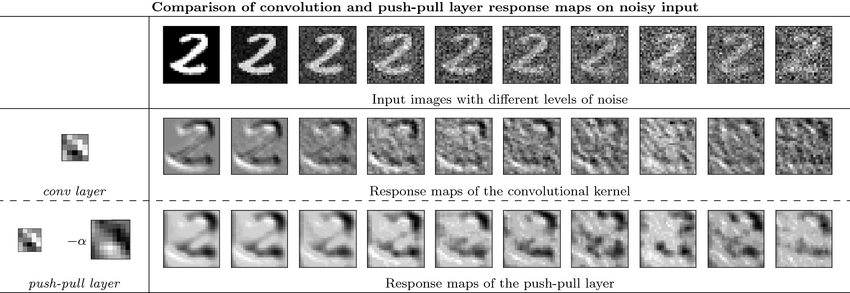 Comparison of convolution and push-pull layer response maps on noisy input
Input images with different levels of noise
conv layer
Response maps of the convolutional kernel
−α
push-pull layer
Response maps of the push-pull layer